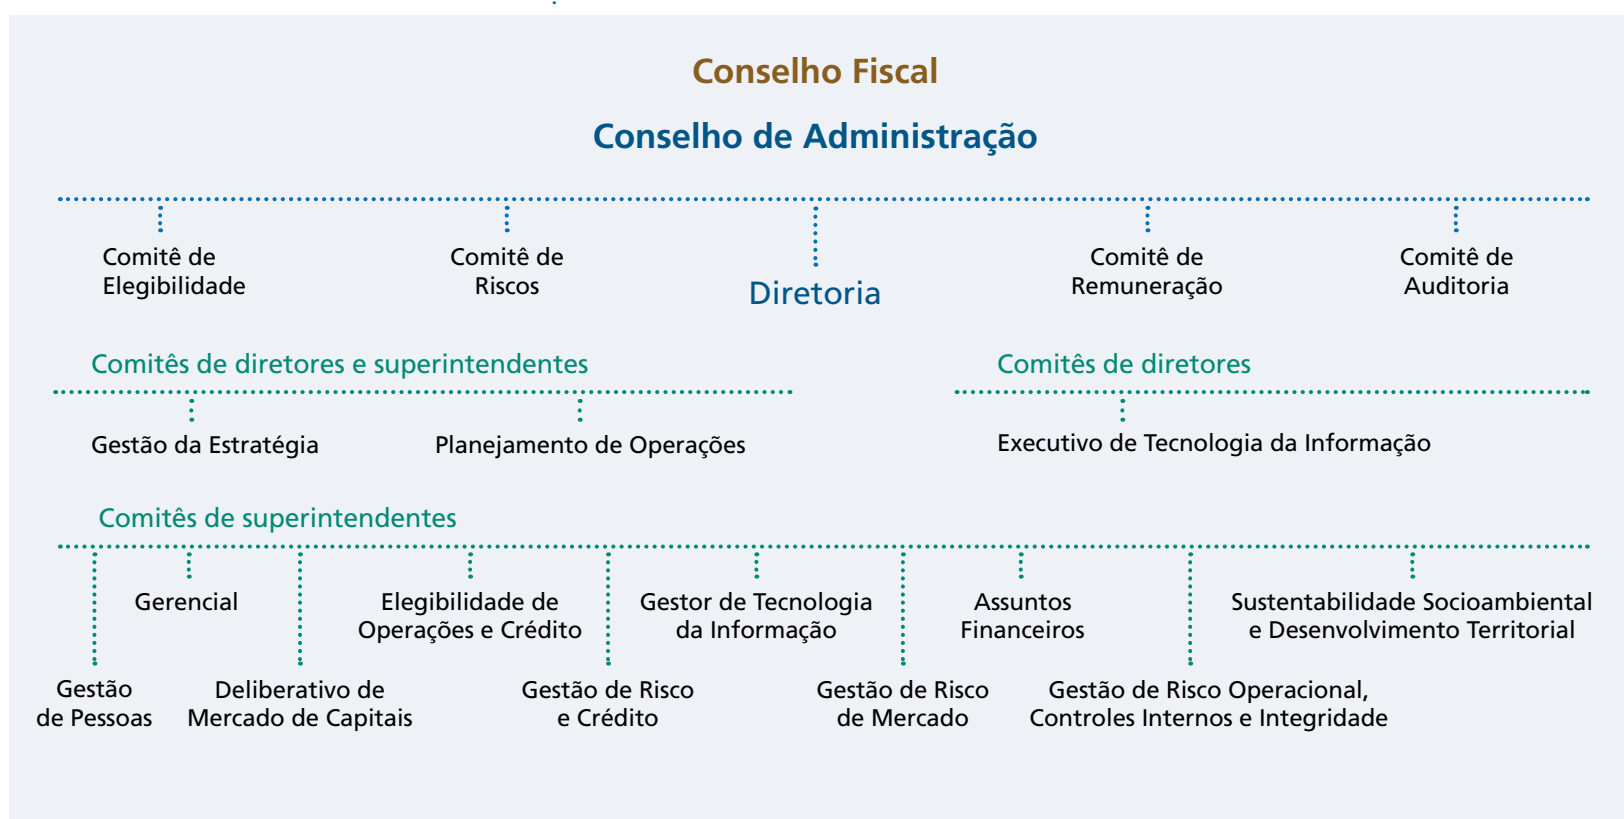 Conselho Fiscal
Conselho de Administração
Comitê de
Elegibilidade
Comitê de
Riscos
Diretoria
Comitê de
Remuneração
Comitê de
Auditoria
Comitês de diretores e superintendentes
Gestão da Estratégia
Planejamento de Operações
Comitês de diretores
Executivo de Tecnologia da Informação
Comitês de superintendentes
Gerencial
Elegibilidade de
Operações e Crédito
Gestor de Tecnologia
da Informação
Assuntos
Financeiros
Sustentabilidade Socioambiental
e Desenvolvimento Territorial
Gestão
de Pessoas
Deliberativo de
Mercado de Capitais
Gestão de Risco
e Crédito
Gestão de Risco
de Mercado
Gestão de Risco Operacional,
Controles Internos e Integridade